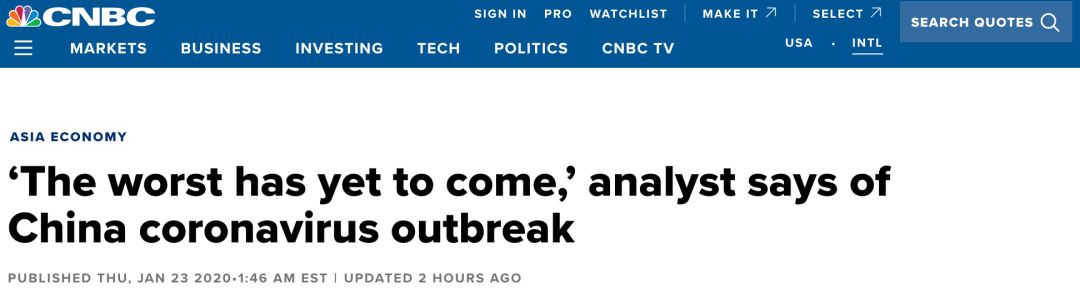 CNBC
SIGN IN PRO WATCHLIST MAKE IT SELECT
SEARCH QUOTES
MARKETS BUSINESS INVESTING TECH POLITICS CNBC TV
USA · INTL
ASIA ECONOMY
‘The worst has yet to come,’ analyst says of
China coronavirus outbreak
PUBLISHED THU, JAN 23 2020•1:46 AM EST | UPDATED 2 HOURS AGO